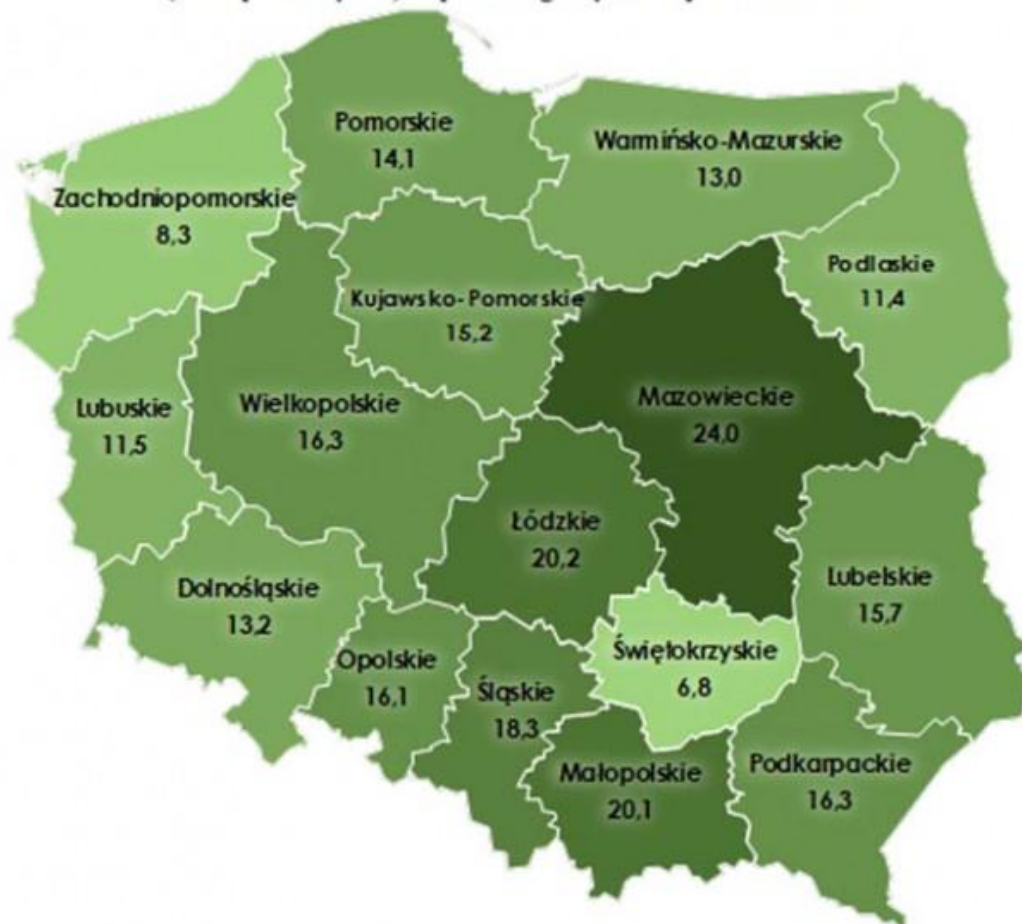 Pomorskie
14,1
Warmińsko-Mazurskie
13,0
Zachodniopomorskie
8,3
Podlaskie
11,4
Kujawsko-Pomorskie
15,2
Mazowieckie
24,0
Lubuskie
11,5
Wielkopolskie
16,3
Łódzkie
20,2
Lubelskie
15,7
Dolnośląskie
13,2
Opolskie
16,1
Śląskie
18,3
Świętokrzyskie
6,8
Małopolskie
20,1
Podkarpackie
16,3